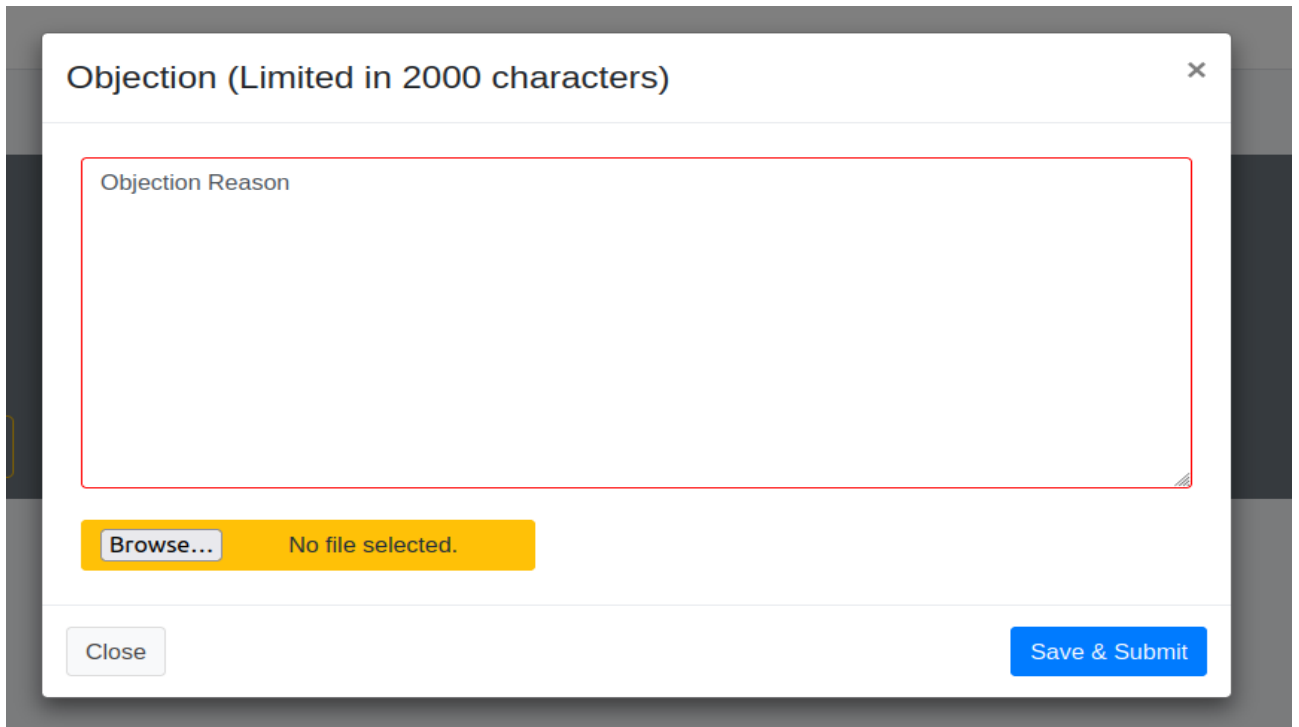 Objection (Limited in 2000 characters)
×
Objection Reason
Browse... No file selected.
Close
Save & Submit